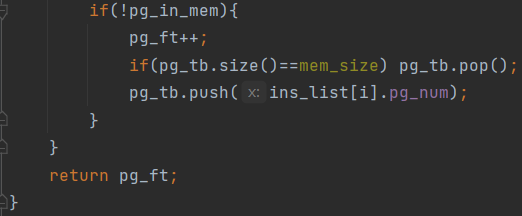 if(!pg_in_mem){
pg_ft++;
if(pg_tb.size()==mem_size) pg_tb.pop();
pg_tb.push( x: ins_list[i].pg_num);
}
}
return pg_ft;
}